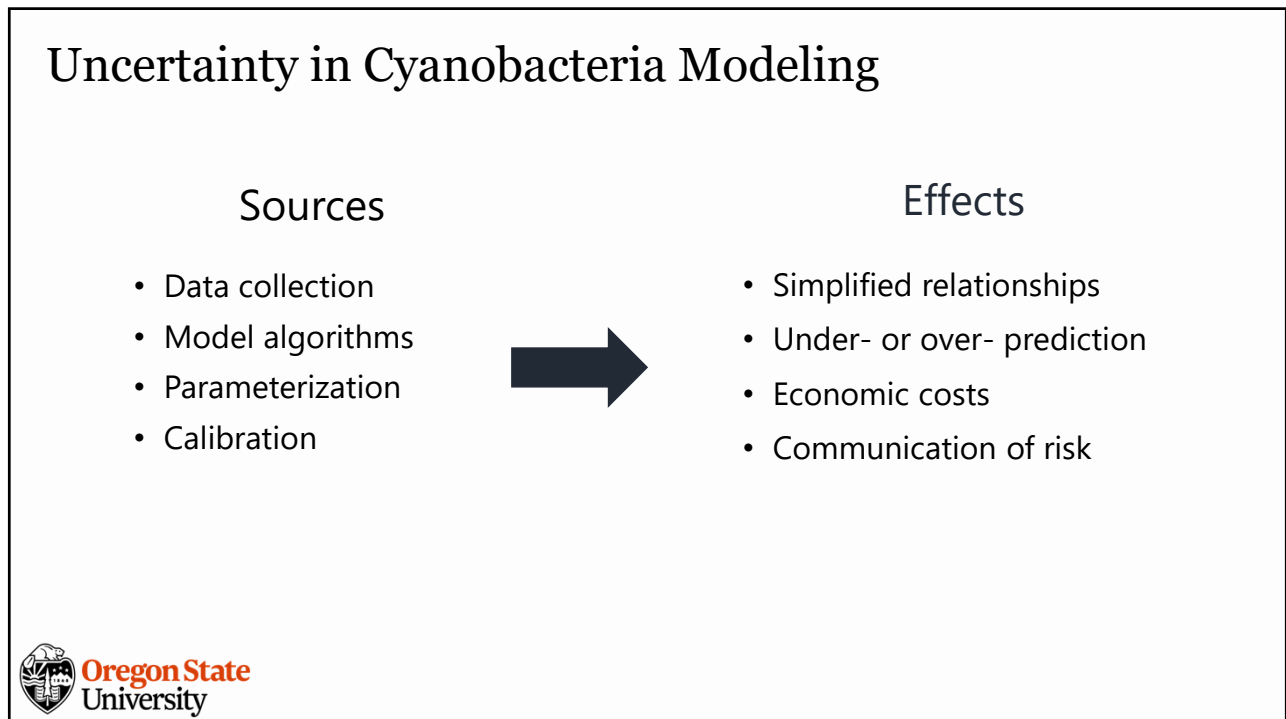 Uncertainty in Cyanobacteria Modeling
Sources
• Data collection
• Model algorithms
• Parameterization
• Calibration
Effects
• Simplified relationships
• Under- or over- prediction
• Economic costs
• Communication of risk
Oregon State
University